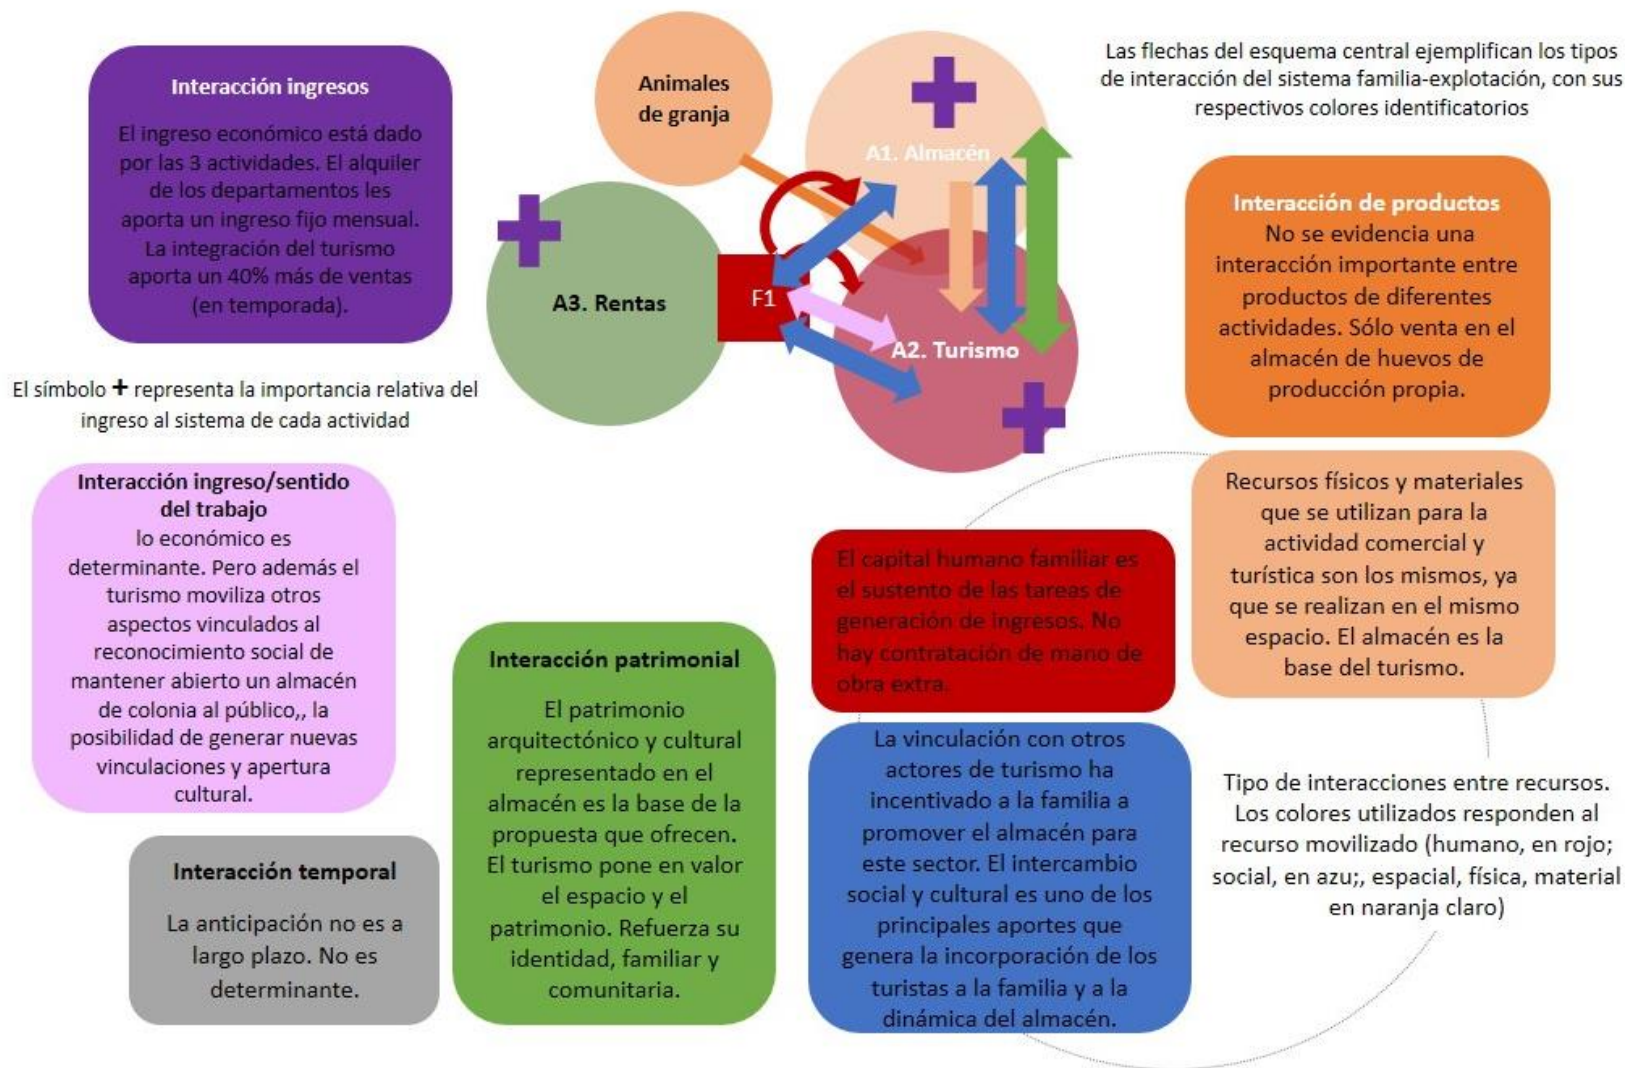 Interacción ingresos
El ingreso económico está dado
por las 3 actividades. El alquiler
de los departamentos les
aporta un ingreso fijo mensual.
La integración del turismo
aporta un 40% más de ventas
(en temporada).
El símbolo + representa la importancia relativa del
ingreso al sistema de cada actividad
Animales
de granja
A1. Almacén
A3. Rentas
F1
A2. Turismo
Las flechas del esquema central ejemplifican los tipos
de interacción del sistema familia-explotación, con sus
respectivos colores identificatorios
Interacción de productos
No se evidencia una
interacción importante entre
productos de diferentes
actividades. Sólo venta en el
almacén de huevos de
producción propia.
Interacción ingreso/sentido
del trabajo
lo económico es
determinante. Pero además el
turismo moviliza otros
aspectos vinculados al
reconocimiento social de
mantener abierto un almacén
de colonia al público,, la
posibilidad de generar nuevas
vinculaciones y apertura
cultural.
Interacción temporal
La anticipación no es a
largo plazo. No es
determinante.
Interacción patrimonial
El patrimonio
arquitectónico y cultural
representado en el
almacén es la base de la
propuesta que ofrecen.
El turismo pone en valor
el espacio y el
patrimonio. Refuerza su
identidad, familiar y
comunitaria.
El capital humano familiar es
el sustento de las tareas de
generación de ingresos. No
hay contratación de mano de
obra extra.
La vinculación con otros
actores de turismo ha
incentivado a la familia a
promover el almacén para
este sector. El intercambio
social y cultural es uno de los
principales aportes que
genera la incorporación de los
turistas a la familia y a la
dinámica del almacén.
Recursos físicos y materiales
que se utilizan para la
actividad comercial y
turística son los mismos, ya
que se realizan en el mismo
espacio. El almacén es la
base del turismo.
Tipo de interacciones entre recursos.
Los colores utilizados responden al
recurso movilizado (humano, en rojo;
social, en azu;, espacial, física, material
en naranja claro)